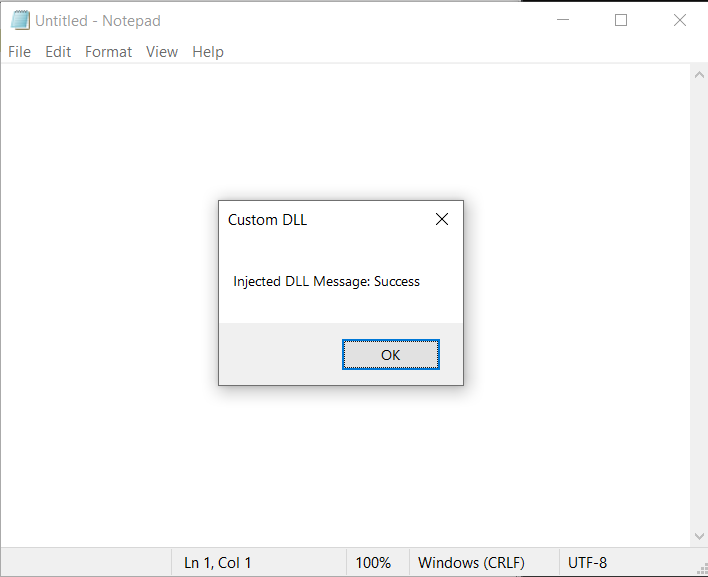 Untitled - Notepad
File Edit Format View Help
Custom DLL
Injected DLL Message: Success
OK
Ln 1, Col 1 100% Windows (CRLF) UTF-8